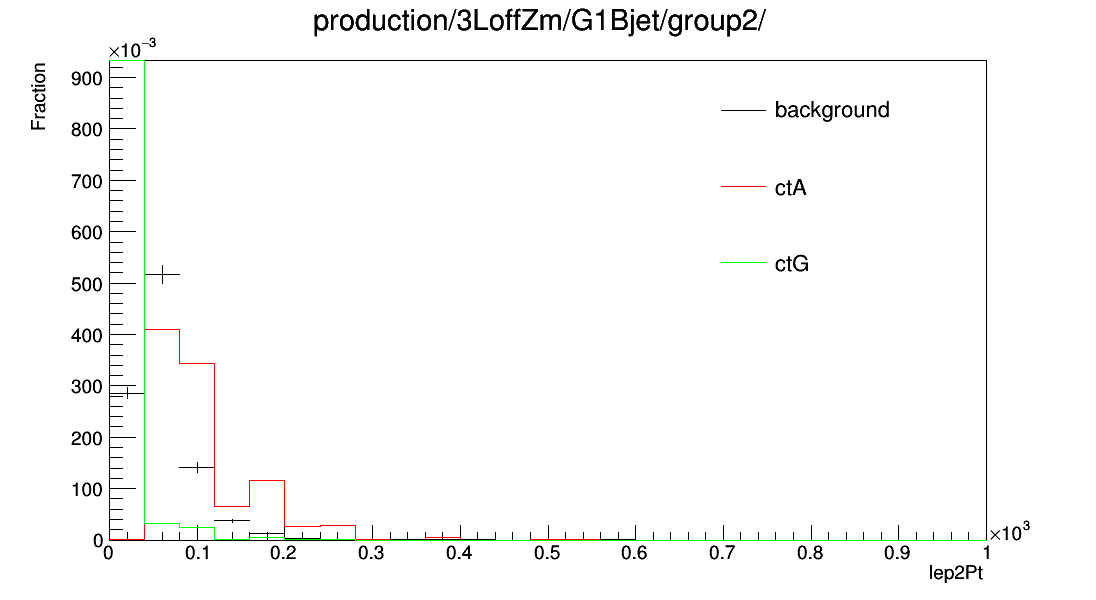 production/3LoffZm/G1Bjet/group2/
×10⁻³
Fraction
900
800
700
600
500
400
300
200
100
0
background
ctA
ctG
0 0.1 0.2 0.3 0.4 0.5 0.6 0.7 0.8 0.9 1
×10³
lep2Pt